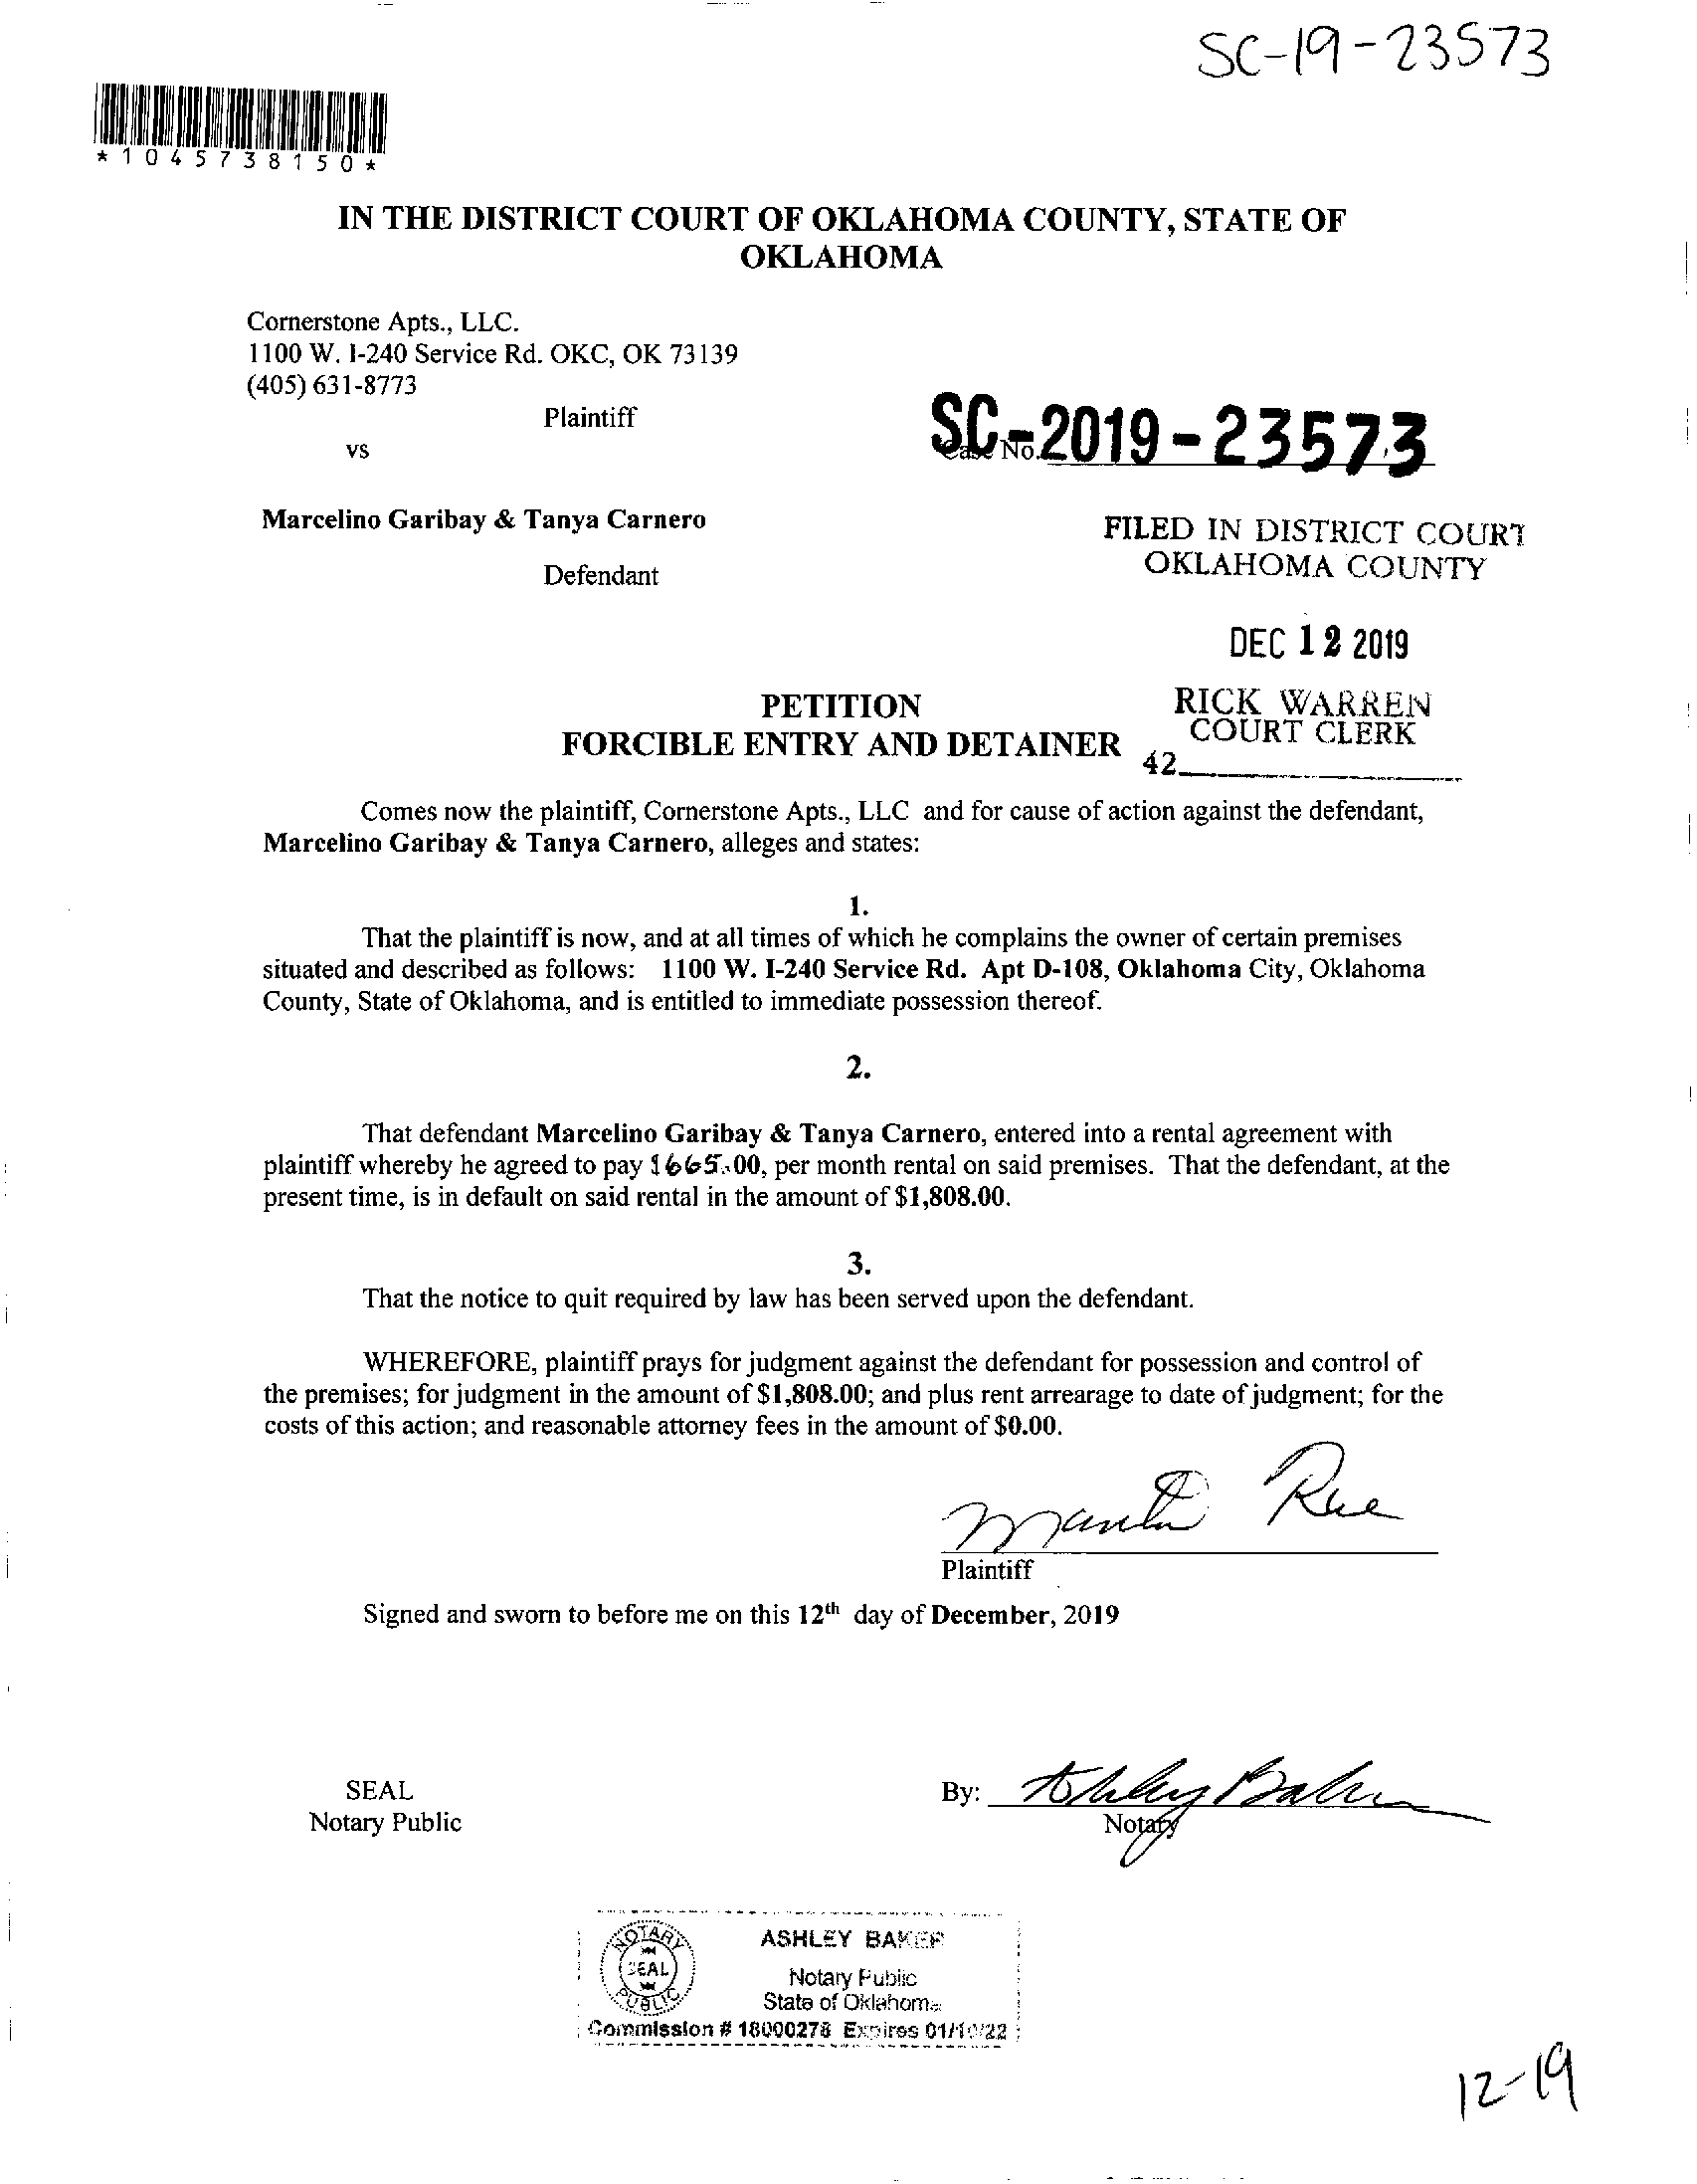 SC-19-23573
*1045738150*
IN THE DISTRICT COURT OF OKLAHOMA COUNTY, STATE OF
OKLAHOMA
Cornerstone Apts., LLC.
1100 W. I-240 Service Rd. OKC, OK 73139
(405) 631-8773
Plaintiff
SC-2019-23573
Case No.
vs
Marcelino Garibay & Tanya Carnero
FILED IN DISTRICT COURT
OKLAHOMA COUNTY
Defendant
DEC 12 2019
RICK WARREN
COURT CLERK
42
PETITION
FORCIBLE ENTRY AND DETAINER
Comes now the plaintiff, Cornerstone Apts., LLC and for cause of action against the defendant,
Marcelino Garibay & Tanya Carnero, alleges and states:
1.
That the plaintiff is now, and at all times of which he complains the owner of certain premises
situated and described as follows: 1100 W. I-240 Service Rd. Apt D-108, Oklahoma City, Oklahoma
County, State of Oklahoma, and is entitled to immediate possession thereof.
2.
That defendant Marcelino Garibay & Tanya Carnero, entered into a rental agreement with
plaintiff whereby he agreed to pay $665.00, per month rental on said premises. That the defendant, at the
present time, is in default on said rental in the amount of $1,808.00.
3.
That the notice to quit required by law has been served upon the defendant.
WHEREFORE, plaintiff prays for judgment against the defendant for possession and control of
the premises; for judgment in the amount of $1,808.00; and plus rent arrearage to date of judgment; for the
costs of this action; and reasonable attorney fees in the amount of $0.00.
Rue
Plaintiff
Signed and sworn to before me on this 12th day of December, 2019
SEAL
Notary Public
By: Ashley Baker
Notary
NOTARY
SEAL
PUBLIC
ASHLEY BAKER
Notary Public
State of Oklahoma
Commission # 18000278 Expires 01/10/22
12-19